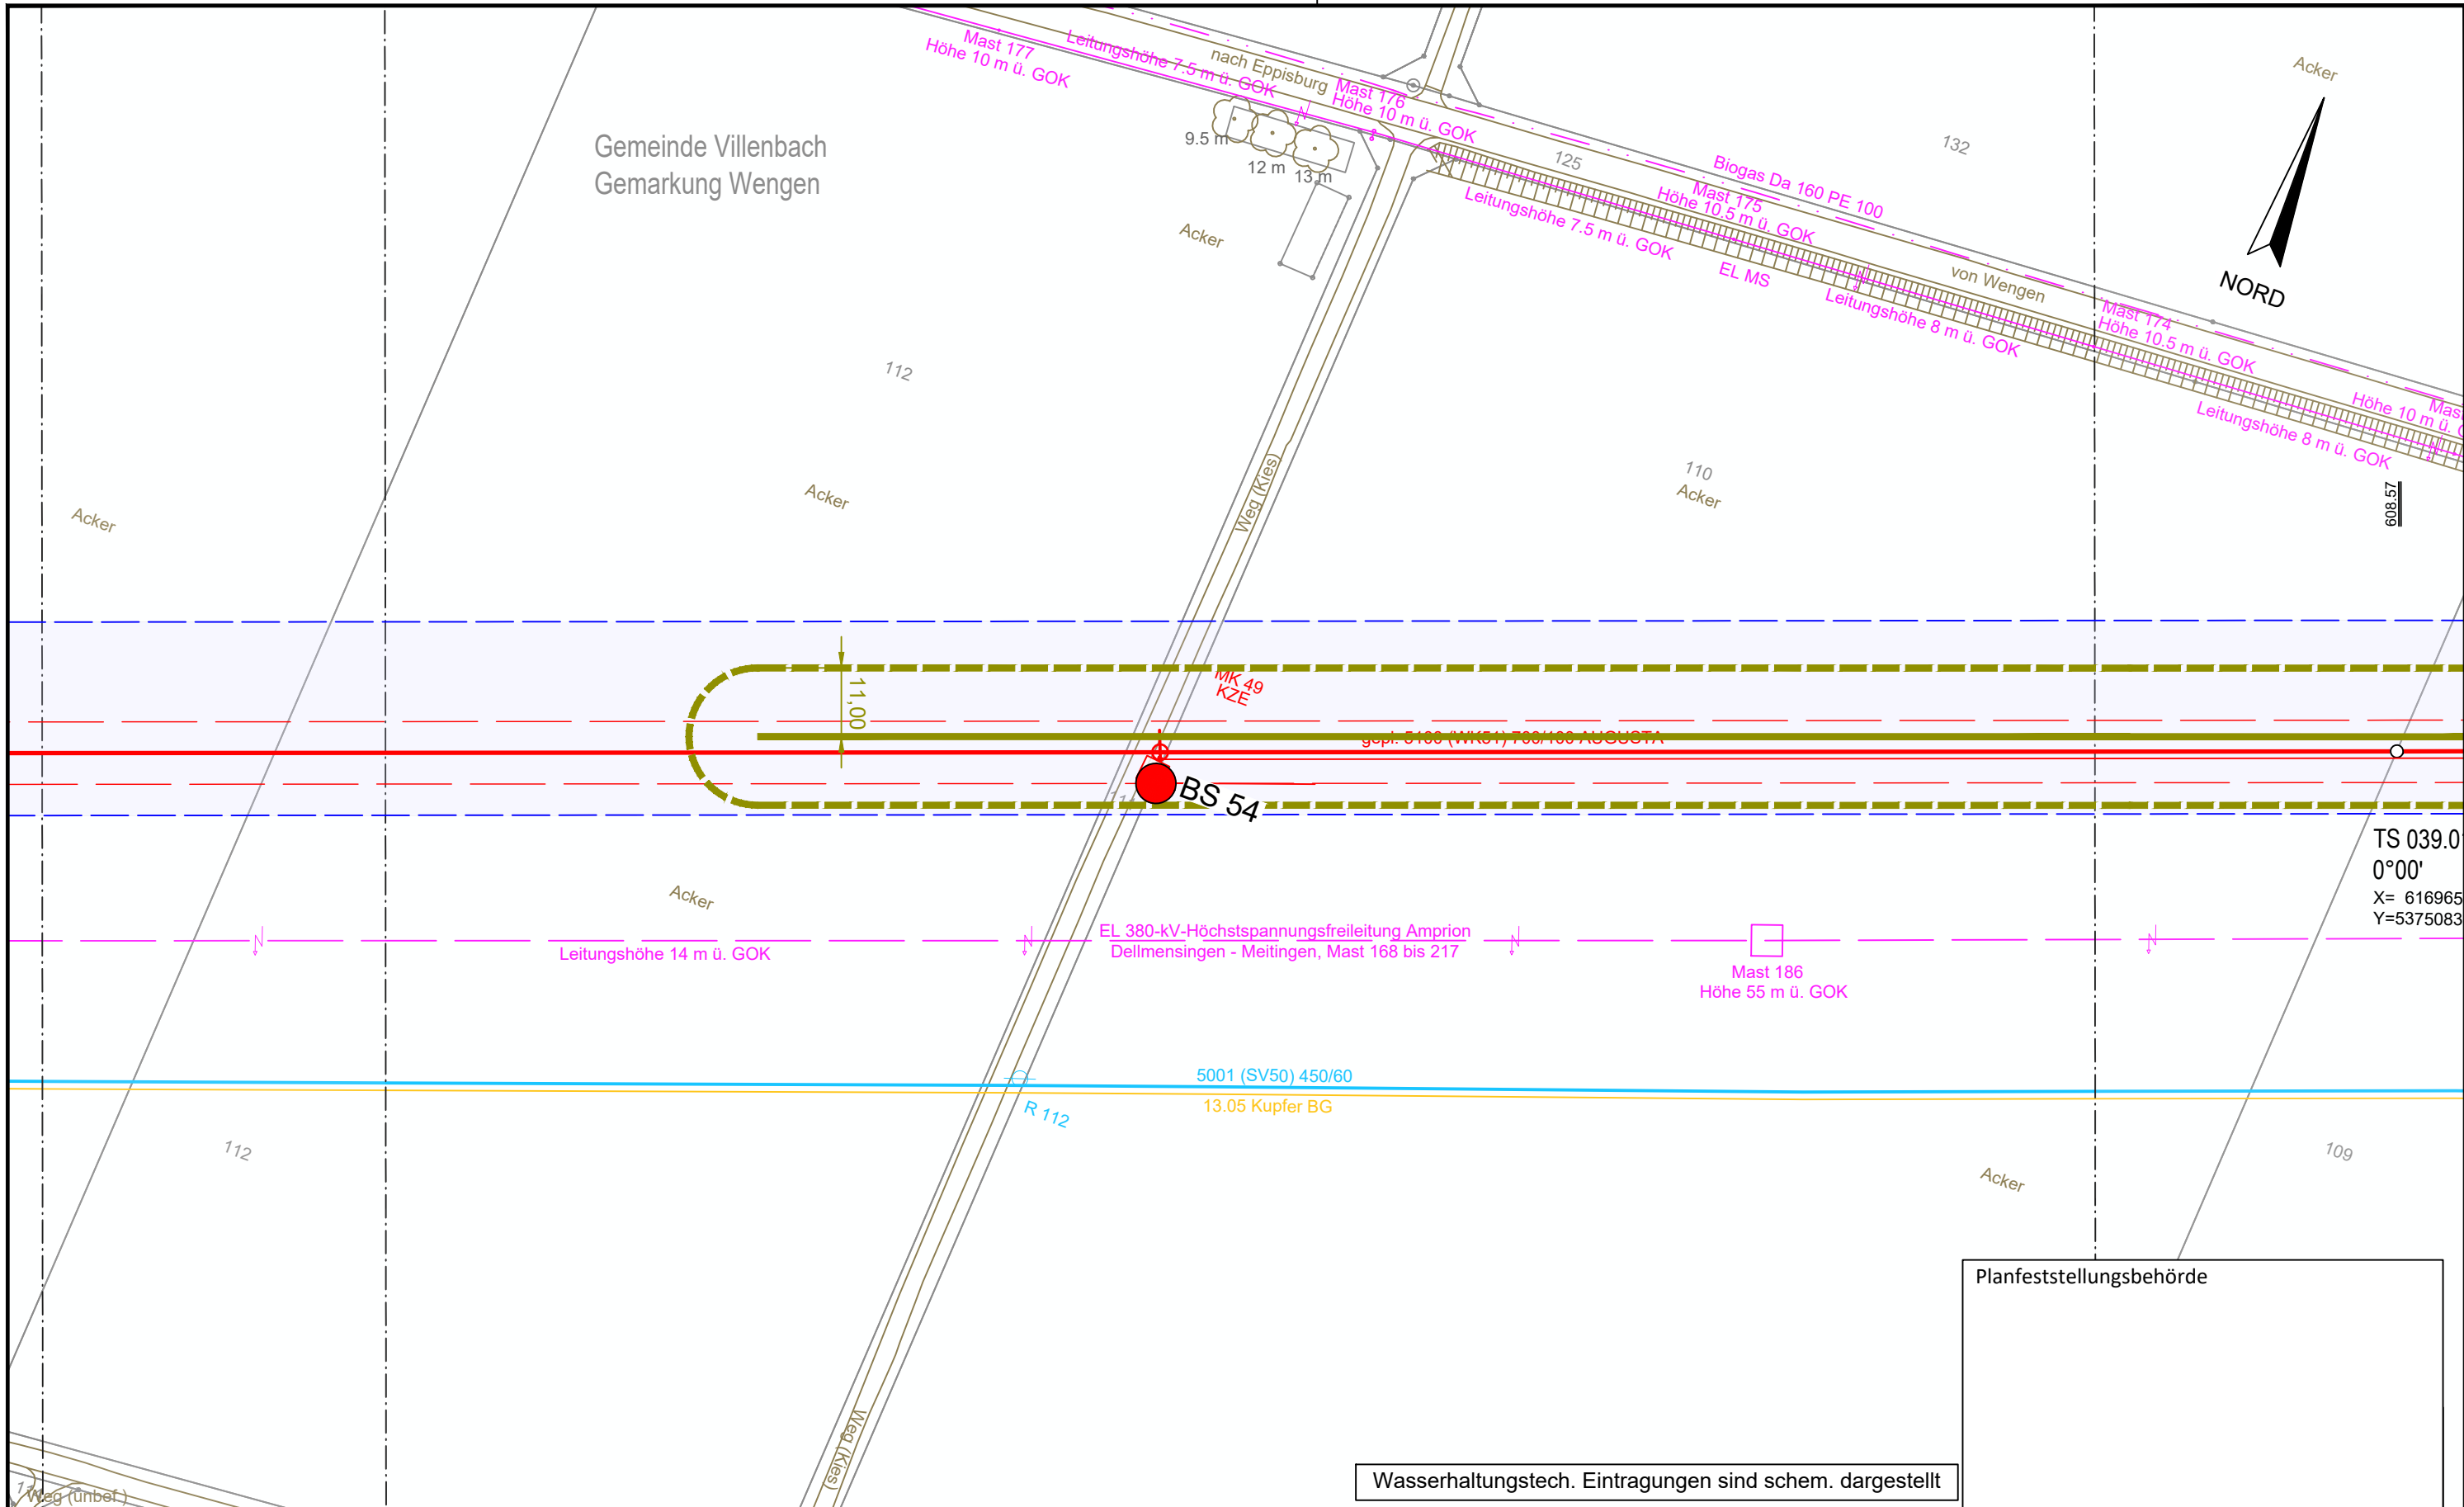 Mast 177
Höhe 10 m ü. GOK
Leitungshöhe 7.5 m ü. GOK
nach Eppisburg
Mast 176
Höhe 10 m ü. GOK
Acker
132
Gemeinde Villenbach
Gemarkung Wengen
9.5 m
12 m
13 m
125
Biogas Da 160 PE 100
Mast 175
Höhe 10.5 m ü. GOK
Leitungshöhe 7.5 m ü. GOK
Acker
EL MS
von Wengen
Leitungshöhe 8 m ü. GOK
NORD
Mast 174
Höhe 10.5 m ü. GOK
112
Höhe 10 m ü.
Leitungshöhe 8 m ü. GOK
110
Acker
Acker
Acker
Weg (Kies)
608.57
11,00
MK 49
KZE
gepl. 5100 (WK51) 700/100 AUGUSTA
BS 54
TS 039.0
0°00'
X= 616965
Y=5375083
Acker
EL 380-kV-Höchstspannungsfreileitung Amprion
Dellmensingen - Meitingen, Mast 168 bis 217
Leitungshöhe 14 m ü. GOK
Mast 186
Höhe 55 m ü. GOK
5001 (SV50) 450/60
13.05 Kupfer BG
R 112
112
109
Acker
Planfeststellungsbehörde
Weg (Kies)
Wasserhaltungstech. Eintragungen sind schem. dargestellt
Weg (unbef.)